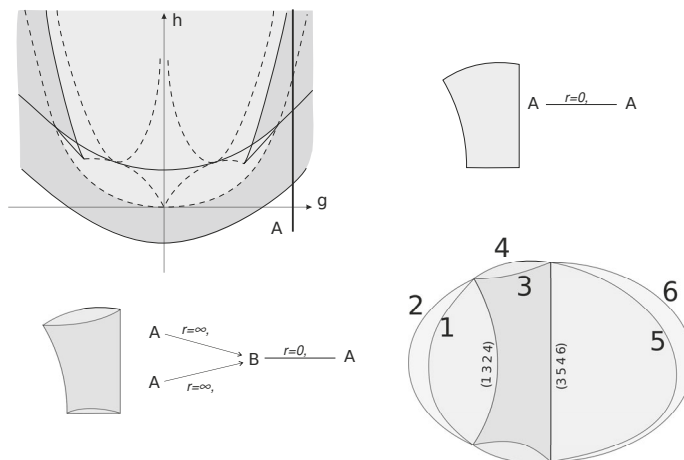 h
g
A
A r=0, A
A r=∞,
B r=0, A
A r=∞,
4
3
2
1
6
5
(1 3 2 4)
(3 5 4 6)